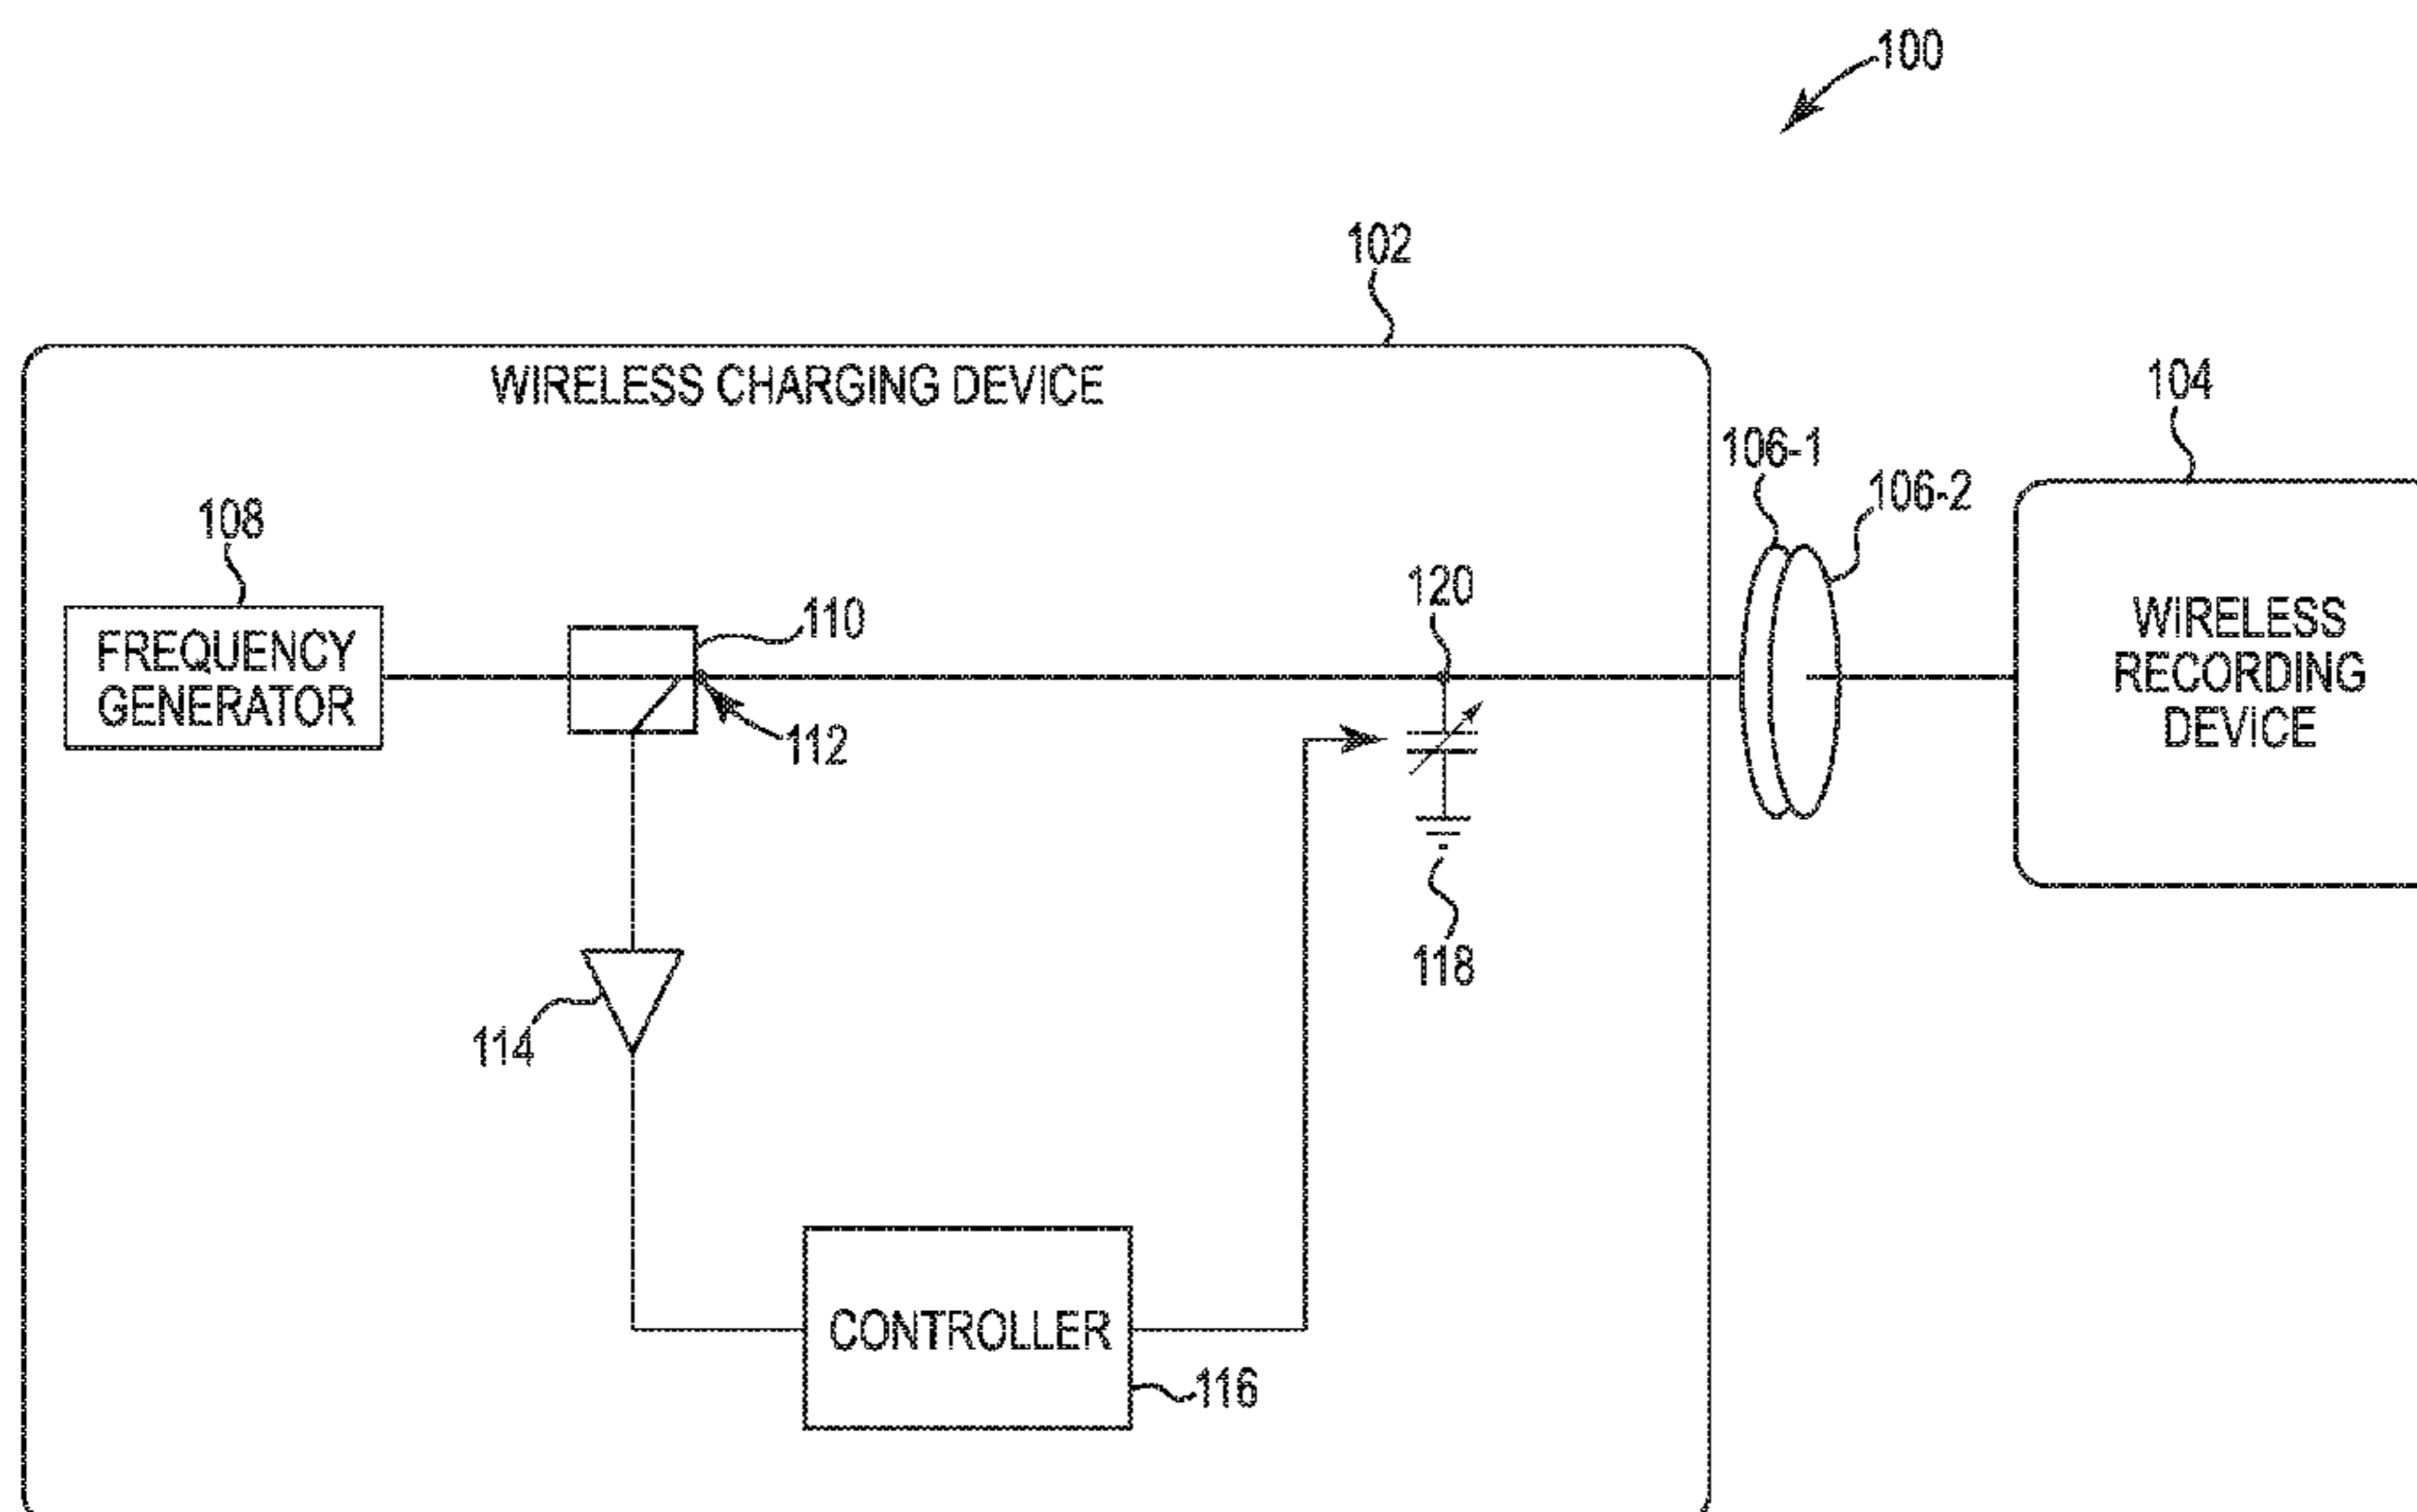 100
102
WIRELESS CHARGING DEVICE
104
106-1
106-2
108
FREQUENCY
GENERATOR
110
112
120
WIRELESS
RECORDING
DEVICE
118
114
CONTROLLER
116